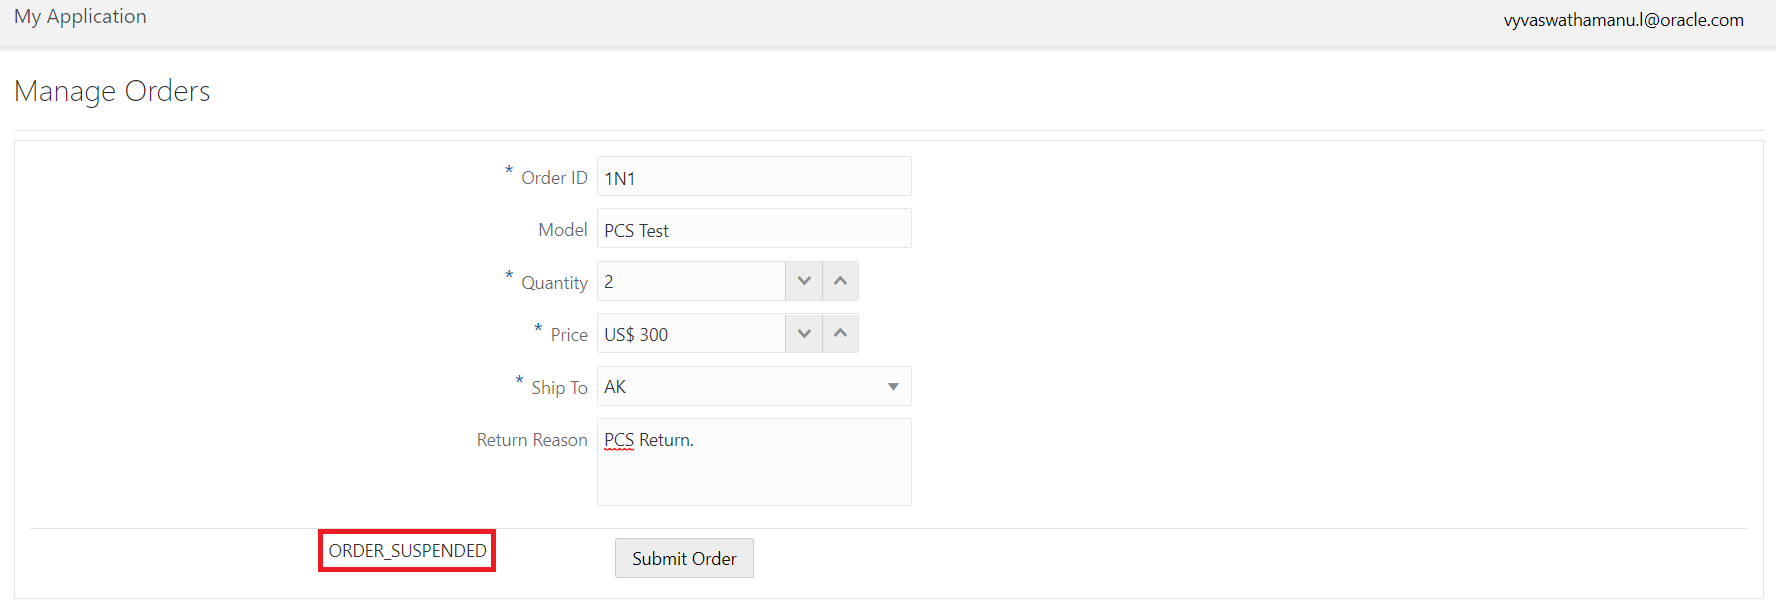 My Application
vyvaswathamanu.l@oracle.com
Manage Orders
* Order ID 1N1
Model PCS Test
* Quantity 2
* Price US$ 300
* Ship To AK
Return Reason PCS Return.
ORDER_SUSPENDED
Submit Order